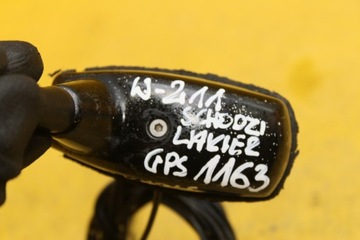 W-211
SCHODZI
LAKIER
GPS 1163